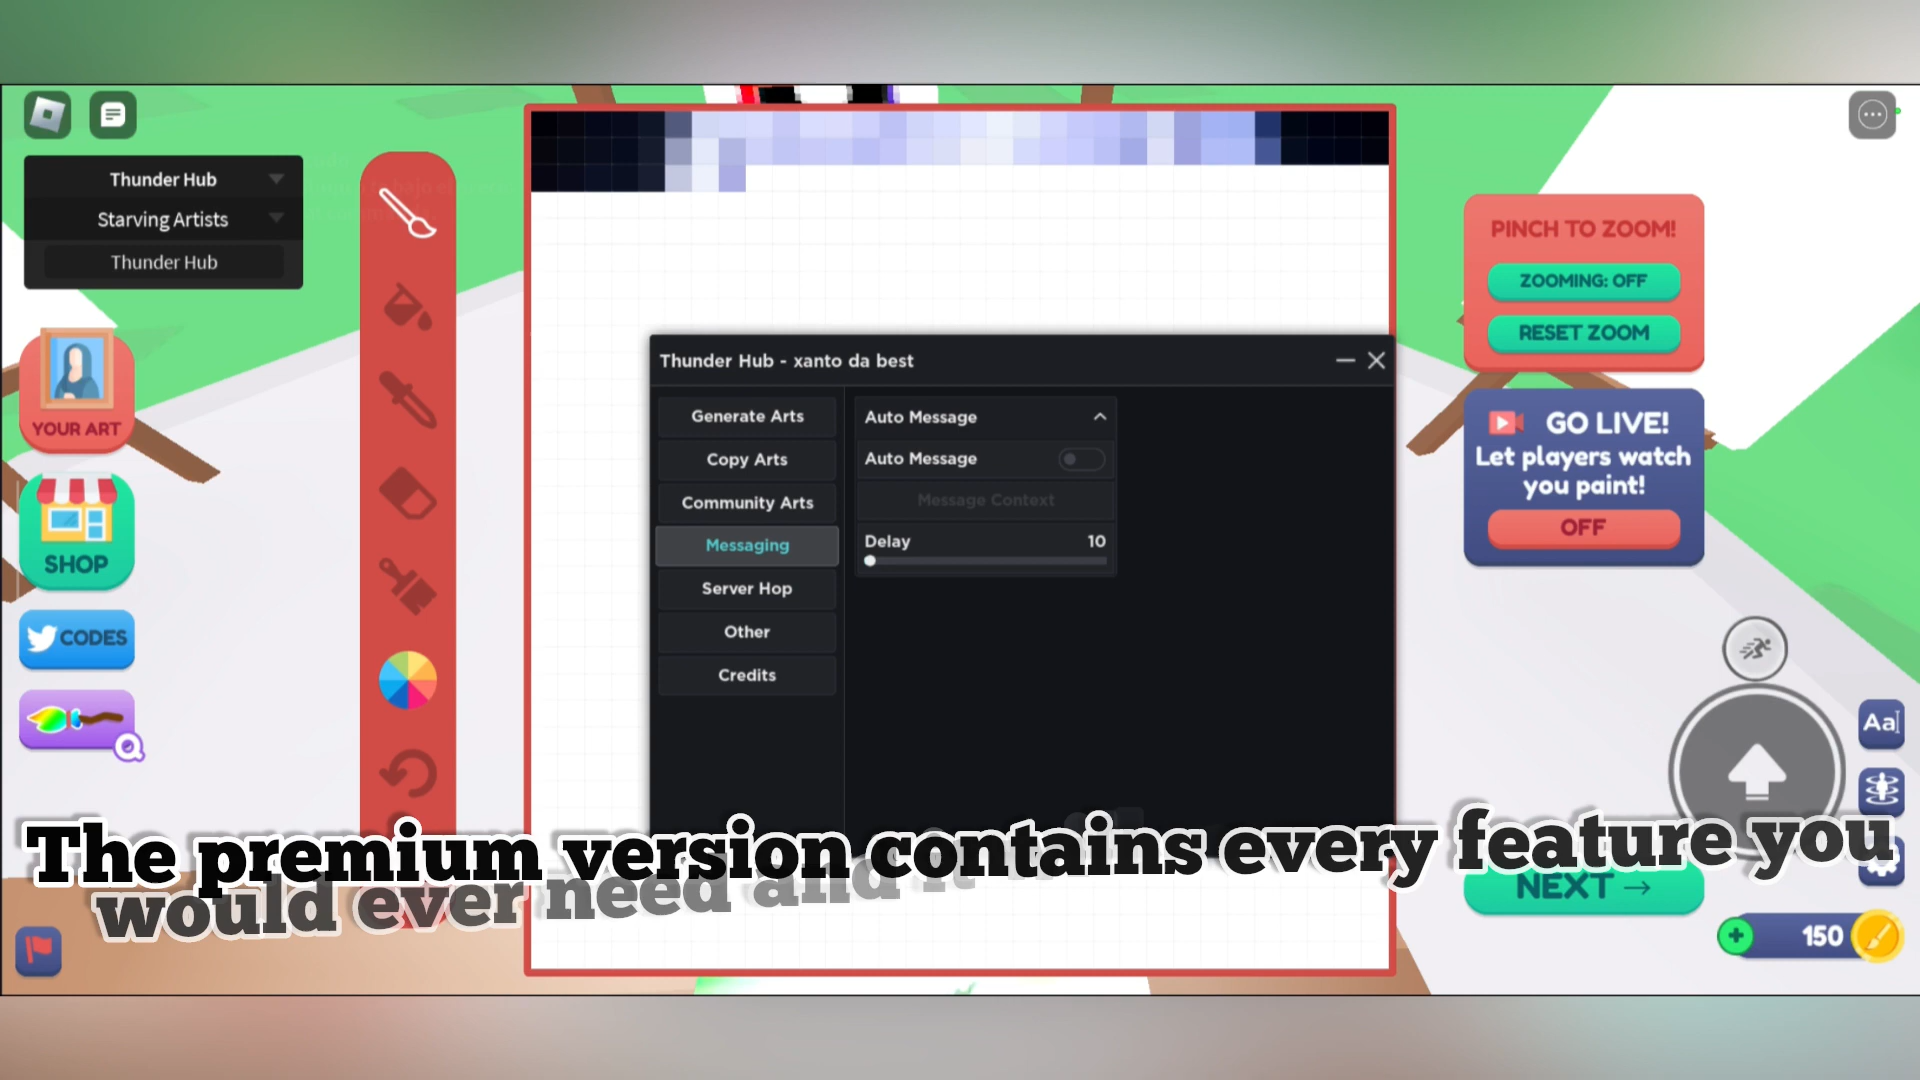 Thunder Hub
Starving Artists
Thunder Hub
YOUR ART
SHOP
CODES
PINCH TO ZOOM!
ZOOMING: OFF
RESET ZOOM
GO LIVE!
Let players watch
you paint!
OFF
Thunder Hub - xanto da best
Generate Arts
Copy Arts
Community Arts
Messaging
Server Hop
Other
Credits
Auto Message
Auto Message
Message Context
Delay 10
Aa
NEXT →
150
The premium version contains every feature you
would ever need and it